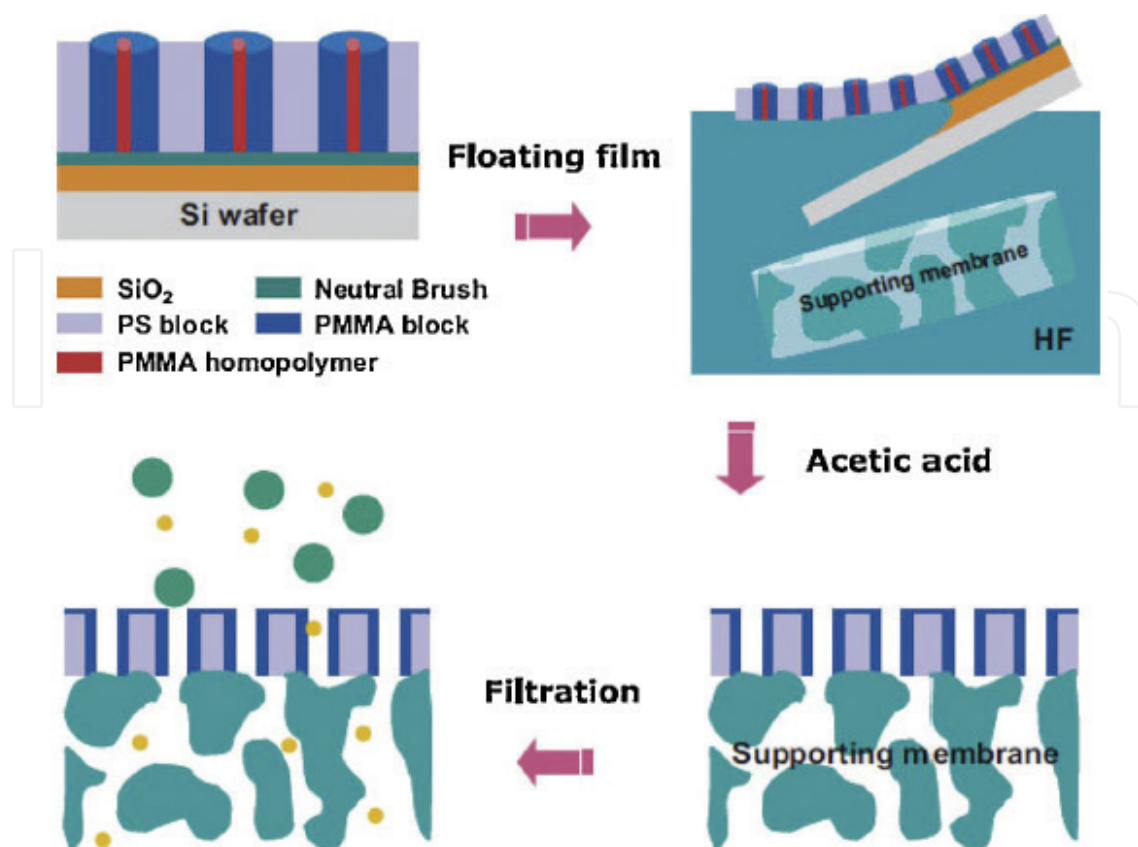 Floating film
Si wafer
SiO₂
Neutral Brush
PS block
PMMA block
PMMA homopolymer
Supporting membrane
HF
Acetic acid
Filtration
Supporting membrane